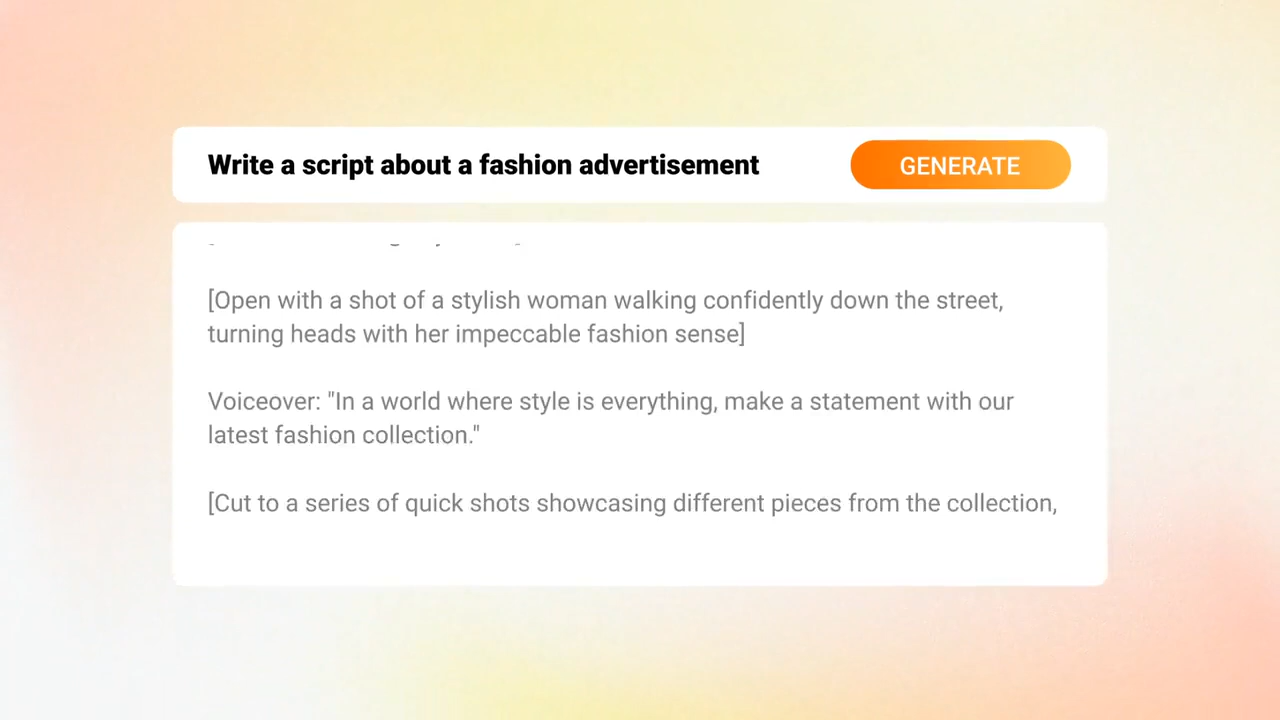 Write a script about a fashion advertisement
GENERATE
[Open with a shot of a stylish woman walking confidently down the street,
turning heads with her impeccable fashion sense]
Voiceover: "In a world where style is everything, make a statement with our
latest fashion collection."
[Cut to a series of quick shots showcasing different pieces from the collection,